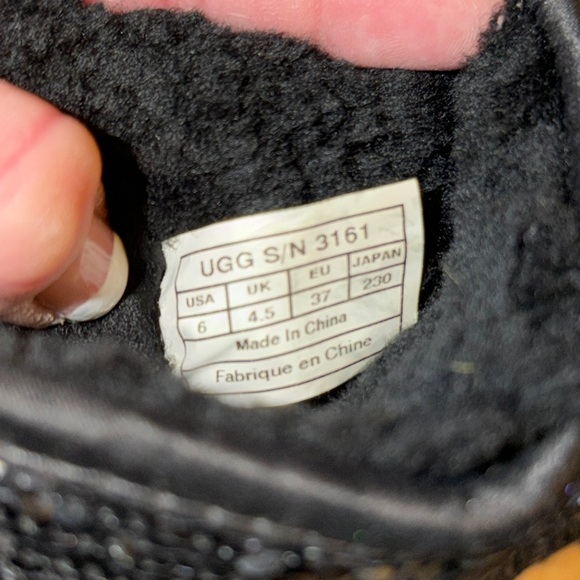 UGG S/N 3161
USA UK EU JAPAN
6 4.5 37 230
Made In China
Fabrique en Chine